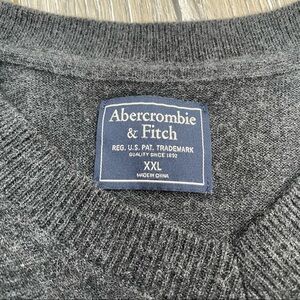 Abercrombie
& Fitch
REG. U.S. PAT. TRADEMARK
QUALITY SINCE 1892
XXL
MADE IN CHINA